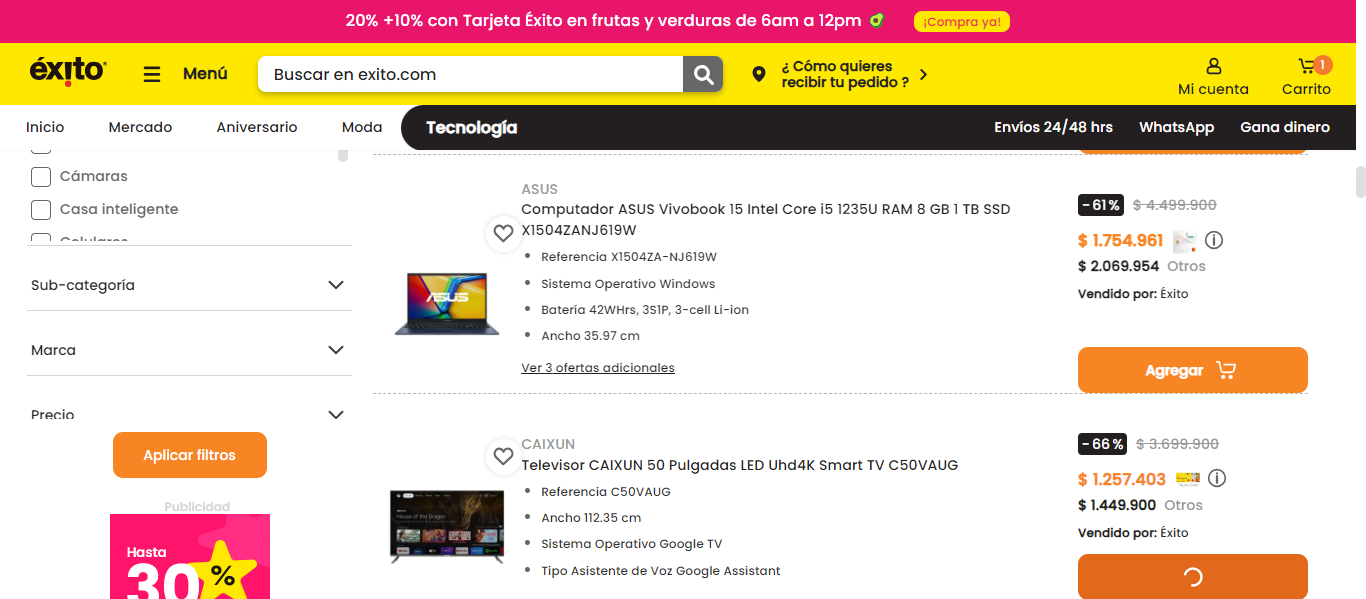 20% +10% con Tarjeta Éxito en frutas y verduras de 6am a 12pm
¡Compra ya!
éxito
Menú
Buscar en exito.com
¿ Cómo quieres
recibir tu pedido ?
Mi cuenta
1
Carrito
Inicio
Mercado
Aniversario
Moda
Tecnología
Envíos 24/48 hrs
WhatsApp
Gana dinero
Cámaras
Casa inteligente
Celulares
Sub-categoría
Marca
Precio
Aplicar filtros
Publicidad
Hasta
30 %
ASUS
Computador ASUS Vivobook 15 Intel Core i5 1235U RAM 8 GB 1 TB SSD
X1504ZANJ619W
Referencia X1504ZA-NJ619W
Sistema Operativo Windows
Batería 42WHrs, 3S1P, 3-cell Li-ion
Ancho 35.97 cm
Ver 3 ofertas adicionales
ASUS
-61% $ 4.499.900
$ 1.754.961
$ 2.069.954 Otros
Vendido por: Éxito
Agregar
CAIXUN
Televisor CAIXUN 50 Pulgadas LED Uhd4K Smart TV C50VAUG
Referencia C50VAUG
Ancho 112.35 cm
Sistema Operativo Google TV
Tipo Asistente de Voz Google Assistant
House of the Dragon
-66% $ 3.699.900
$ 1.257.403
$ 1.449.900 Otros
Vendido por: Éxito